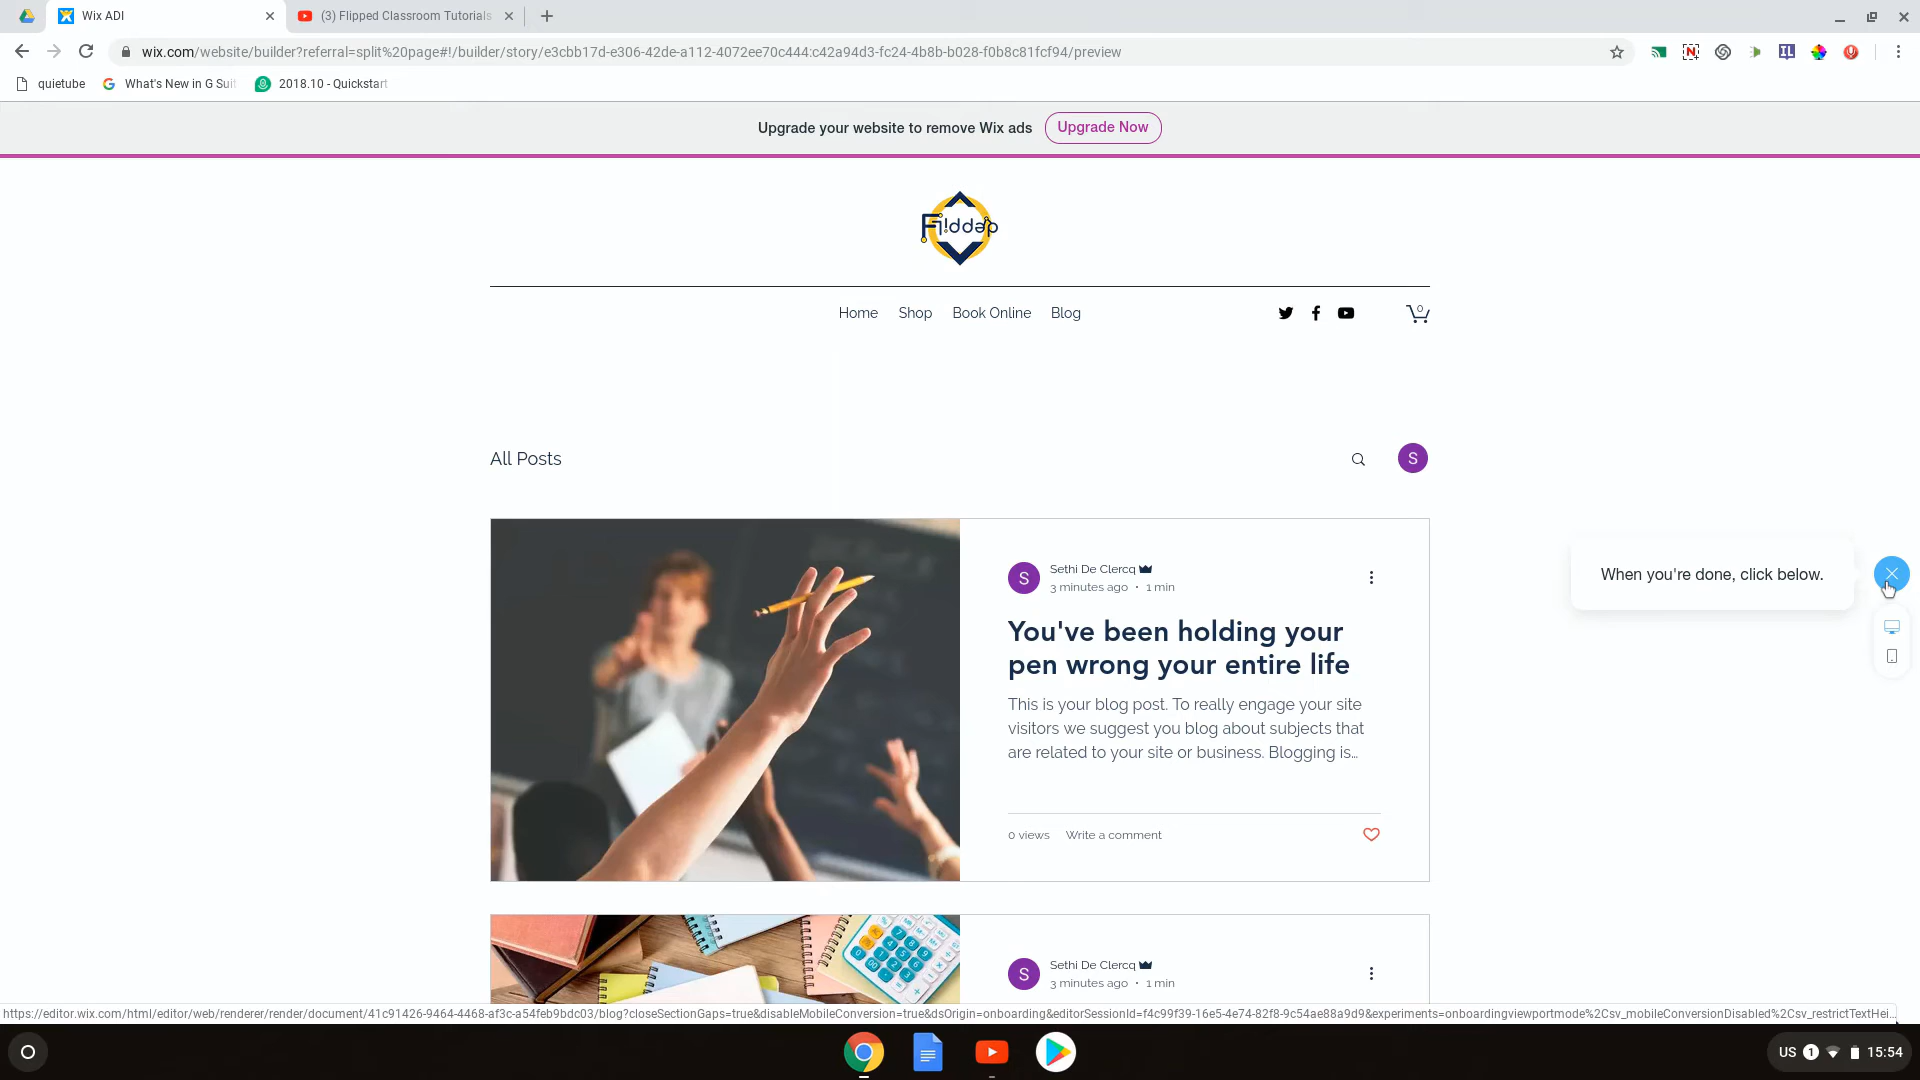 Wix ADI
(3) Flipped Classroom Tutorials
wix.com/website/builder?referral=split%20page#!/builder/story/e3cbb17d-e306-42de-a112-4072ee70c444:c42a94d3-fc24-4b8b-b028-f0b8c81fcf94/preview
quietube
What's New in G Suit
2018.10 - Quickstart
Upgrade your website to remove Wix ads
Upgrade Now
Home
Shop
Book Online
Blog
0
All Posts
S
S
Sethi De Clercq
3 minutes ago · 1 min
You've been holding your
pen wrong your entire life
This is your blog post. To really engage your site
visitors we suggest you blog about subjects that
are related to your site or business. Blogging is…
0 views
Write a comment
When you're done, click below.
S
Sethi De Clercq
3 minutes ago · 1 min
https://editor.wix.com/html/editor/web/renderer/render/document/41c91426-9464-4468-af3c-a54feb9bdc03/blog?closeSectionGaps=true&disableMobileConversion=true&dsOrigin=onboarding&editorSessionId=f4c99f39-16e5-4e74-82f8-9c54ae88a9d9&experiments=onboardingviewportmode%2Csv_mobileConversionDisabled%2Csv_restrictTextHei...
US
1
15:54